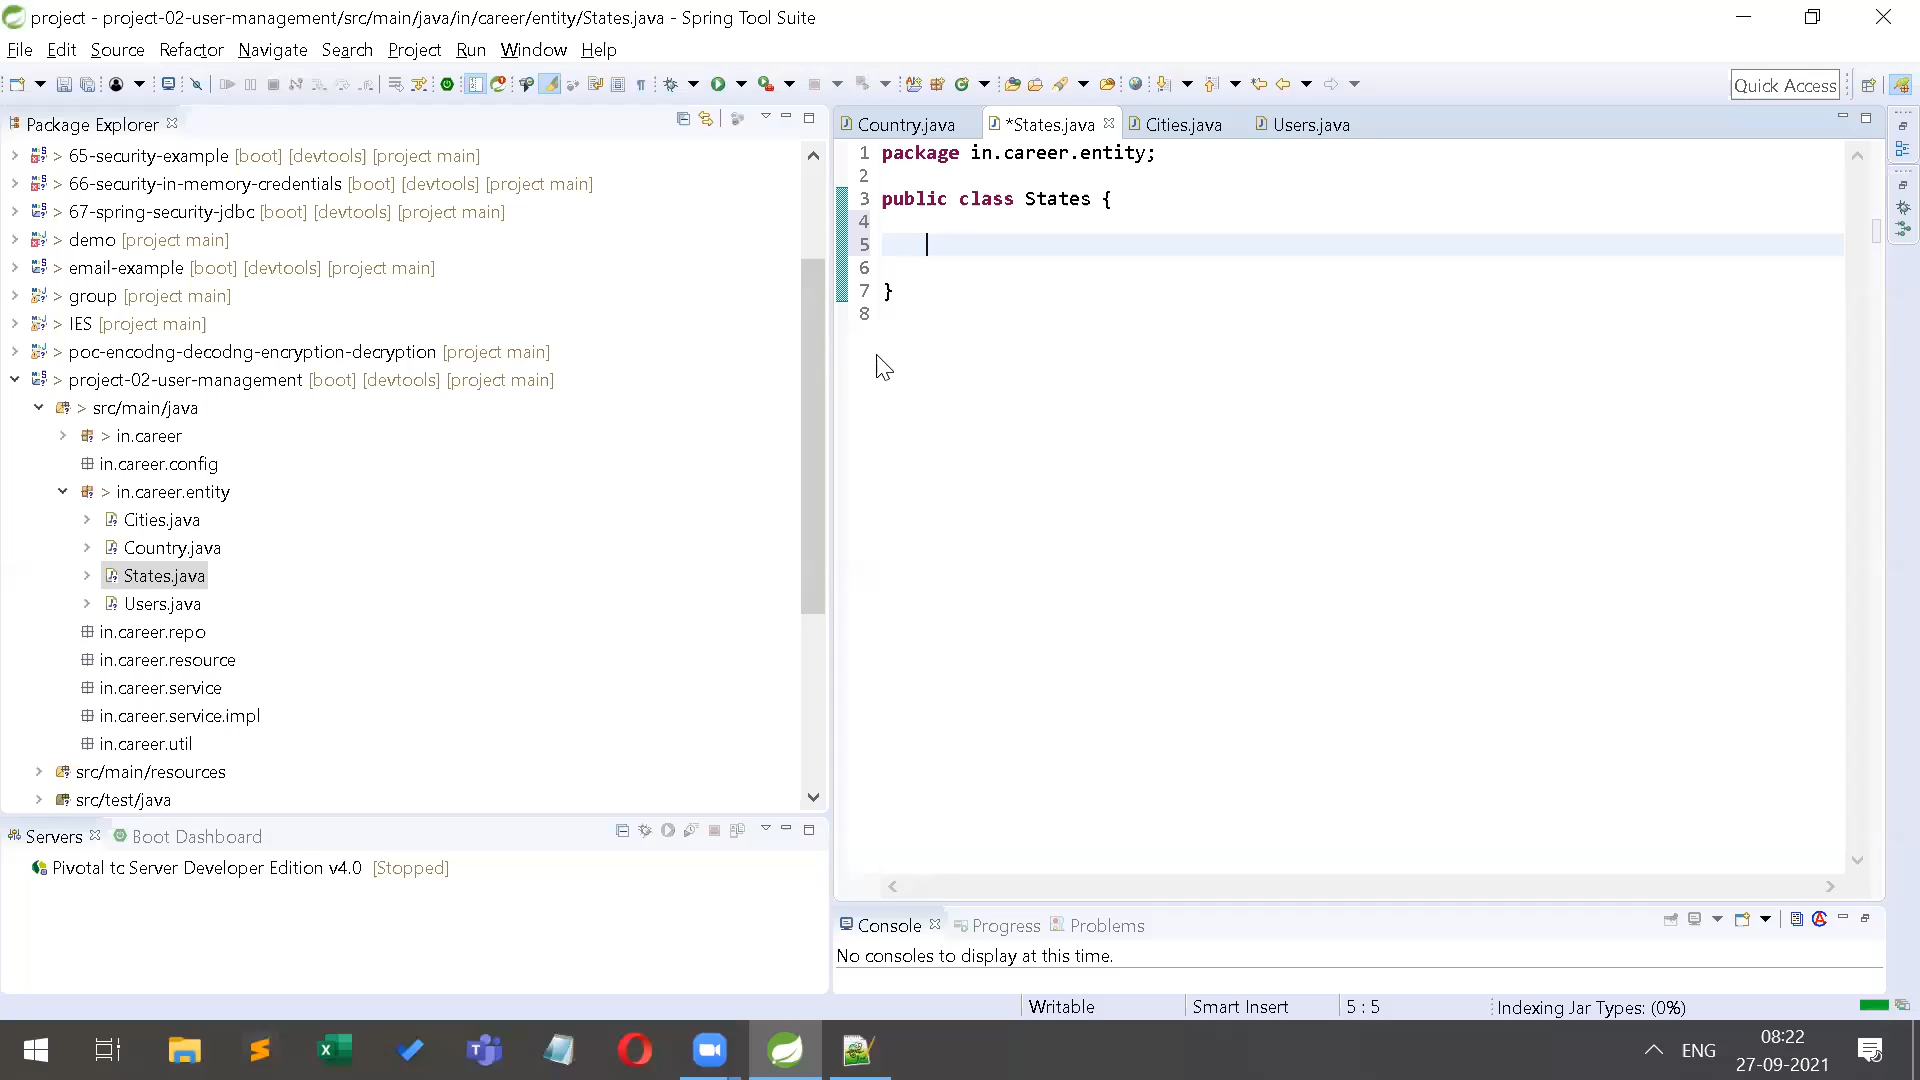 project - project-02-user-management/src/main/java/in/career/entity/States.java - Spring Tool Suite
File Edit Source Refactor Navigate Search Project Run Window Help
Quick Access
Package Explorer
> 65-security-example [boot] [devtools] [project main]
> 66-security-in-memory-credentials [boot] [devtools] [project main]
> 67-spring-security-jdbc [boot] [devtools] [project main]
> demo [project main]
> email-example [boot] [devtools] [project main]
> group [project main]
> IES [project main]
> poc-encodng-decodng-encryption-decryption [project main]
> project-02-user-management [boot] [devtools] [project main]
> src/main/java
> in.career
in.career.config
> in.career.entity
Cities.java
Country.java
States.java
Users.java
in.career.repo
in.career.resource
in.career.service
in.career.service.impl
in.career.util
src/main/resources
src/test/java
Servers Boot Dashboard
Pivotal tc Server Developer Edition v4.0 [Stopped]
Country.java *States.java Cities.java Users.java
1 package in.career.entity;
2
3 public class States {
4
5
6
7 }
8
Console Progress Problems
No consoles to display at this time.
Writable Smart Insert 5 : 5 Indexing Jar Types: (0%)
ENG
08:22
27-09-2021